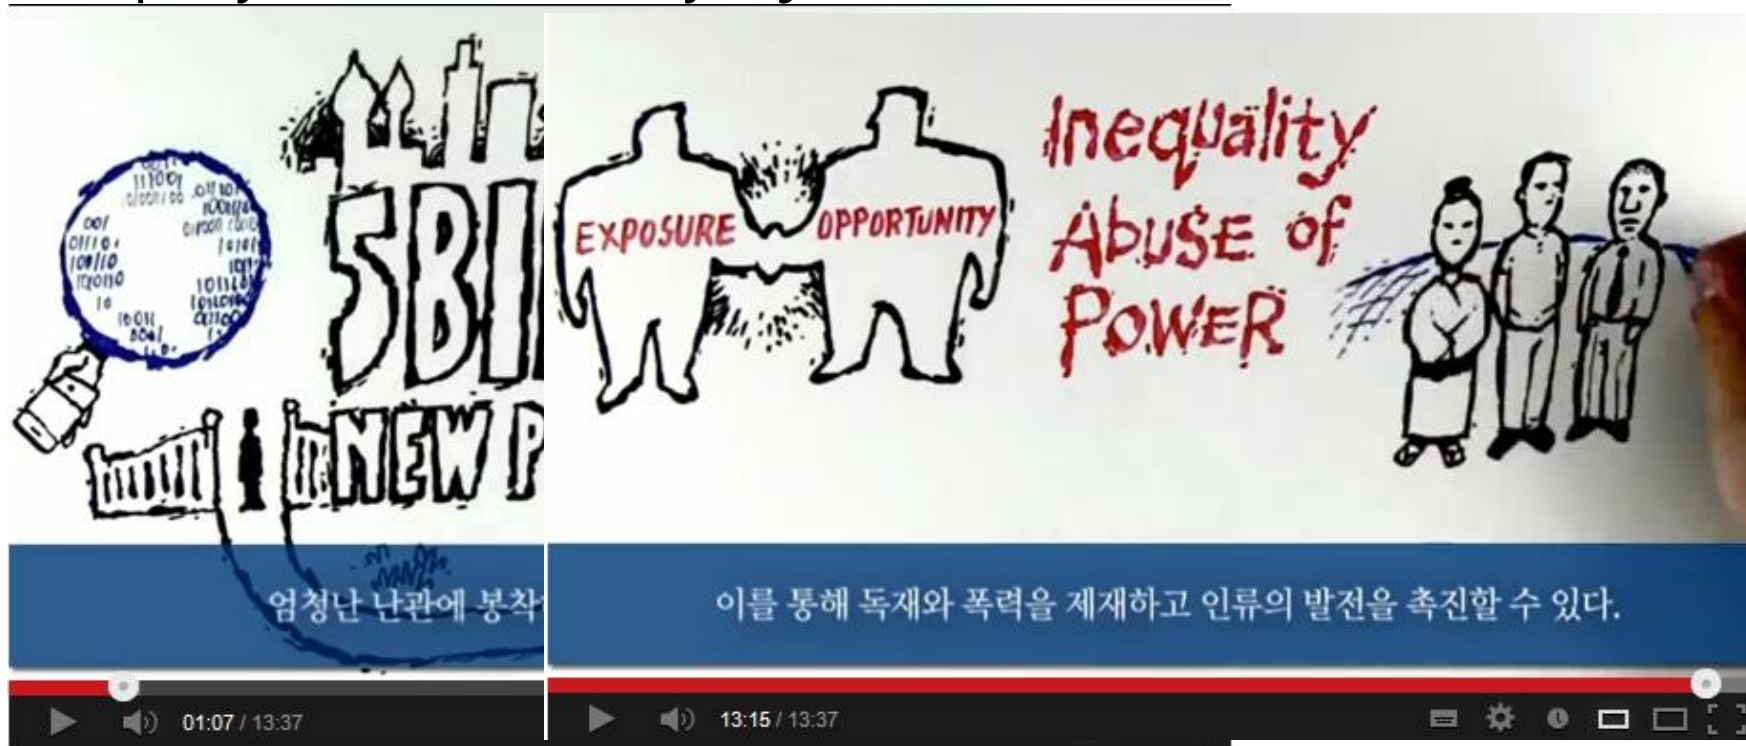 5BI
NEW P
엄청난 난관에 봉착
01:07 / 13:37
EXPOSURE
OPPORTUNITY
Inequality
Abuse of
Power
이를 통해 독재와 폭력을 제재하고 인류의 발전을 촉진할 수 있다.
13:15 / 13:37